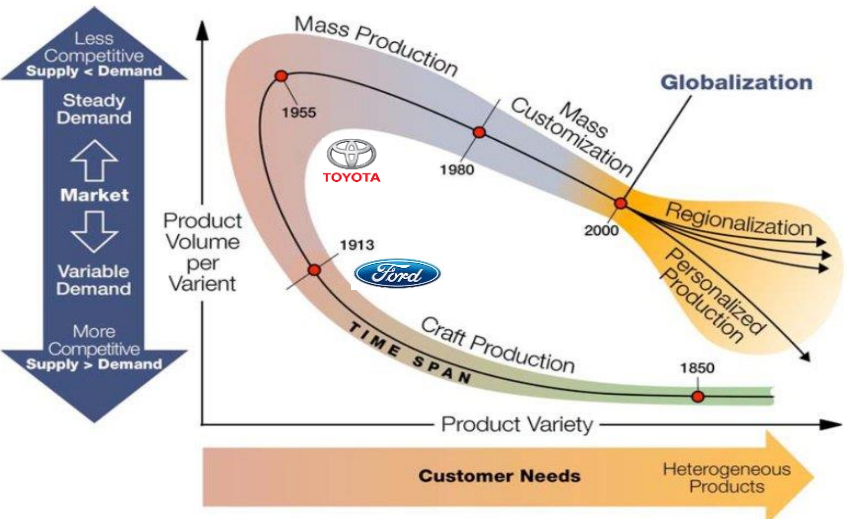 Less
Competitive
Supply < Demand
Steady
Demand
Market
Variable
Demand
More
Competitive
Supply > Demand
Product
Volume
per
Varient
Mass Production
1955
TOYOTA
1980
Mass
Customization
Globalization
2000
Regionalization
Personalized
Production
1913
Ford
Craft Production
TIME SPAN
1850
Product Variety
Customer Needs
Heterogeneous
Products